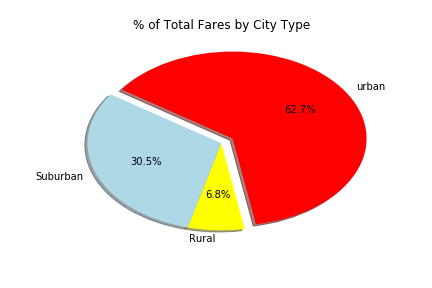 % of Total Fares by City Type
urban
62.7%
30.5%
Suburban
6.8%
Rural